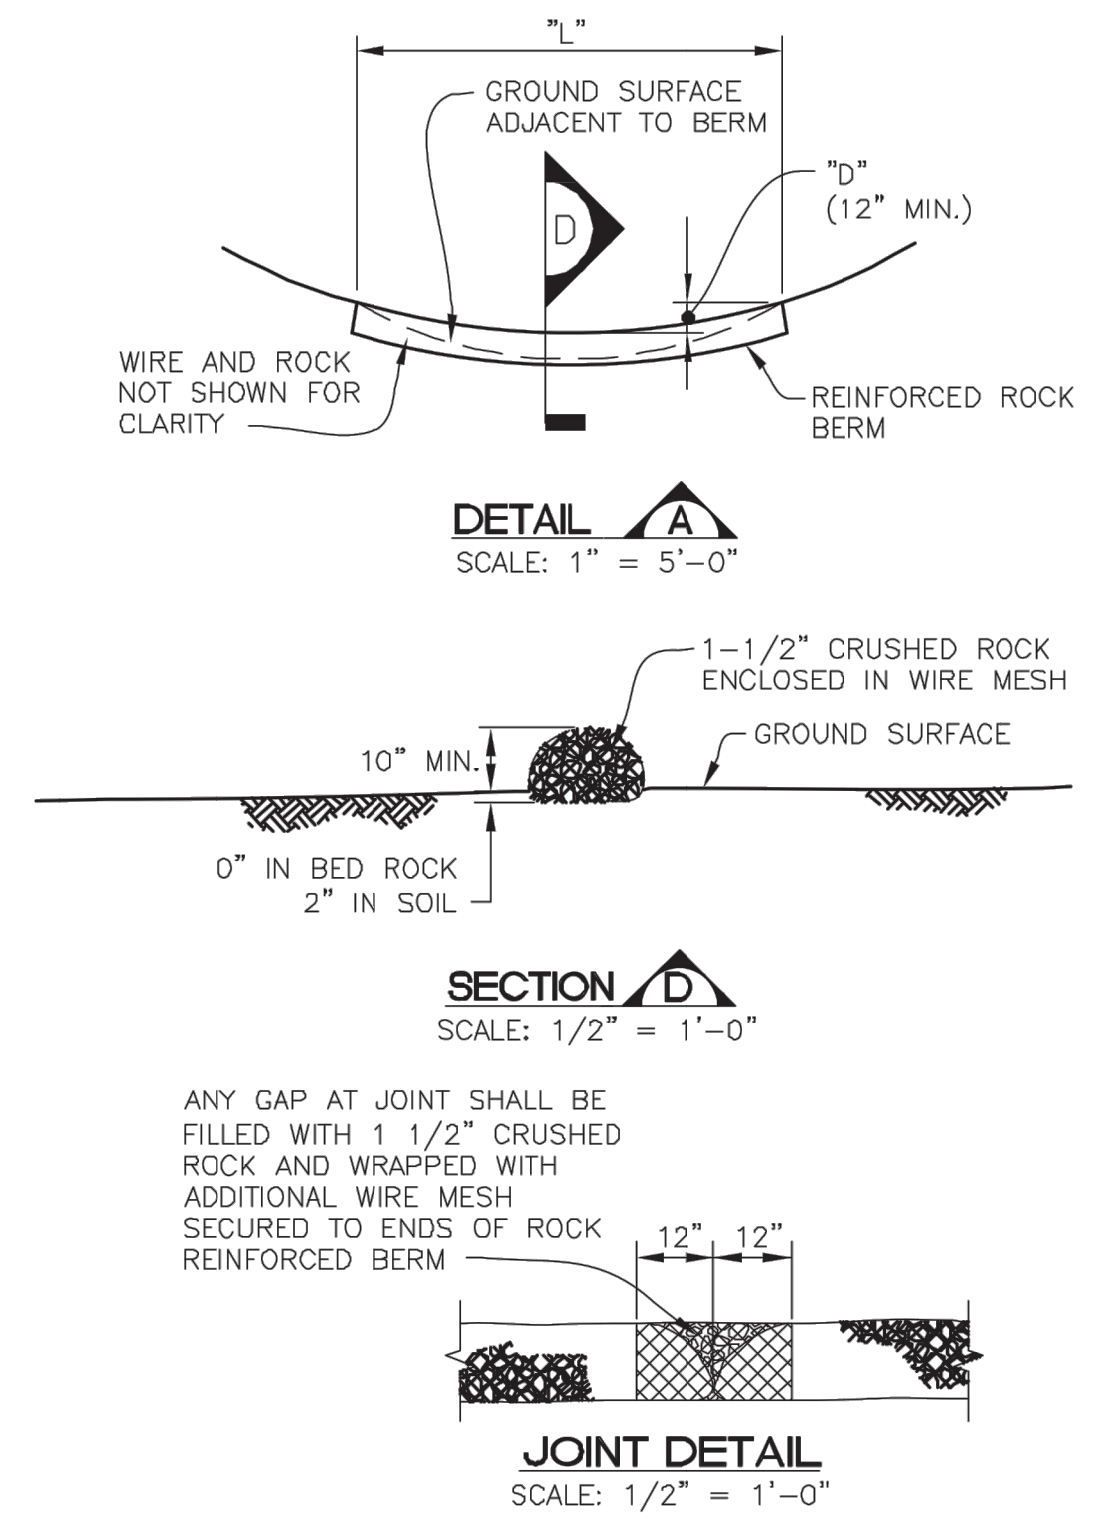 "L"
GROUND SURFACE
ADJACENT TO BERM
"D"
(12" MIN.)
D
WIRE AND ROCK
NOT SHOWN FOR
CLARITY
REINFORCED ROCK
BERM
DETAIL A
SCALE: 1" = 5'-0"
1-1/2" CRUSHED ROCK
ENCLOSED IN WIRE MESH
GROUND SURFACE
10" MIN.
0" IN BED ROCK
2" IN SOIL
SECTION D
SCALE: 1/2" = 1'-0"
ANY GAP AT JOINT SHALL BE
FILLED WITH 1 1/2" CRUSHED
ROCK AND WRAPPED WITH
ADDITIONAL WIRE MESH
SECURED TO ENDS OF ROCK
REINFORCED BERM
12" 12"
JOINT DETAIL
SCALE: 1/2" = 1'-0"